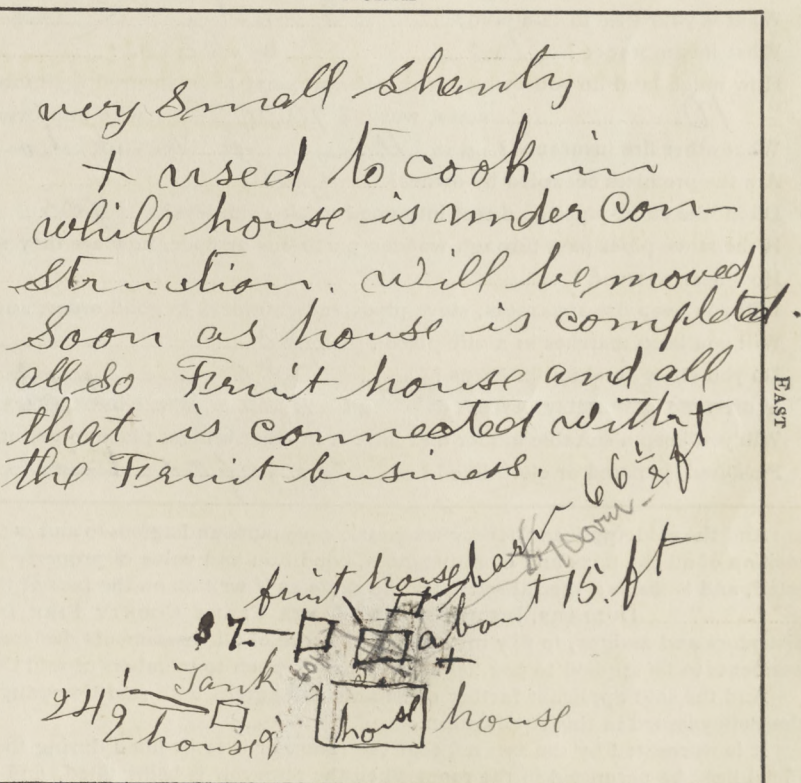 very small shanty
+ used to cook in
while house is under con-
struction. will be moved
soon as house is completed.
allso Fruit house and all
that is connected with t
the Fruit business.
EAST
barn 66 1/2 ft
fruit house
about 15. ft
$7.
+
Tank
24 1/2
house
house
house